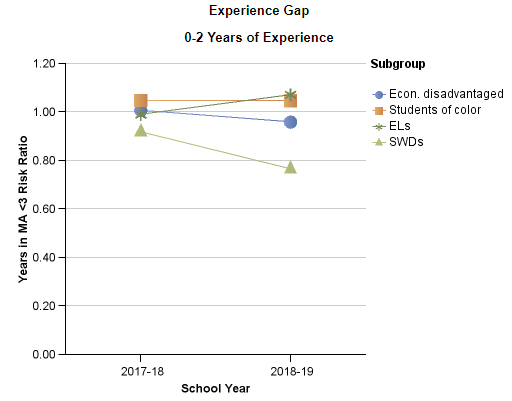 Experience Gap
0-2 Years of Experience
Subgroup
Econ. disadvantaged
Students of color
ELs
SWDs
Years in MA <3 Risk Ratio
1.20
1.00
0.80
0.60
0.40
0.20
0.00
2017-18
2018-19
School Year